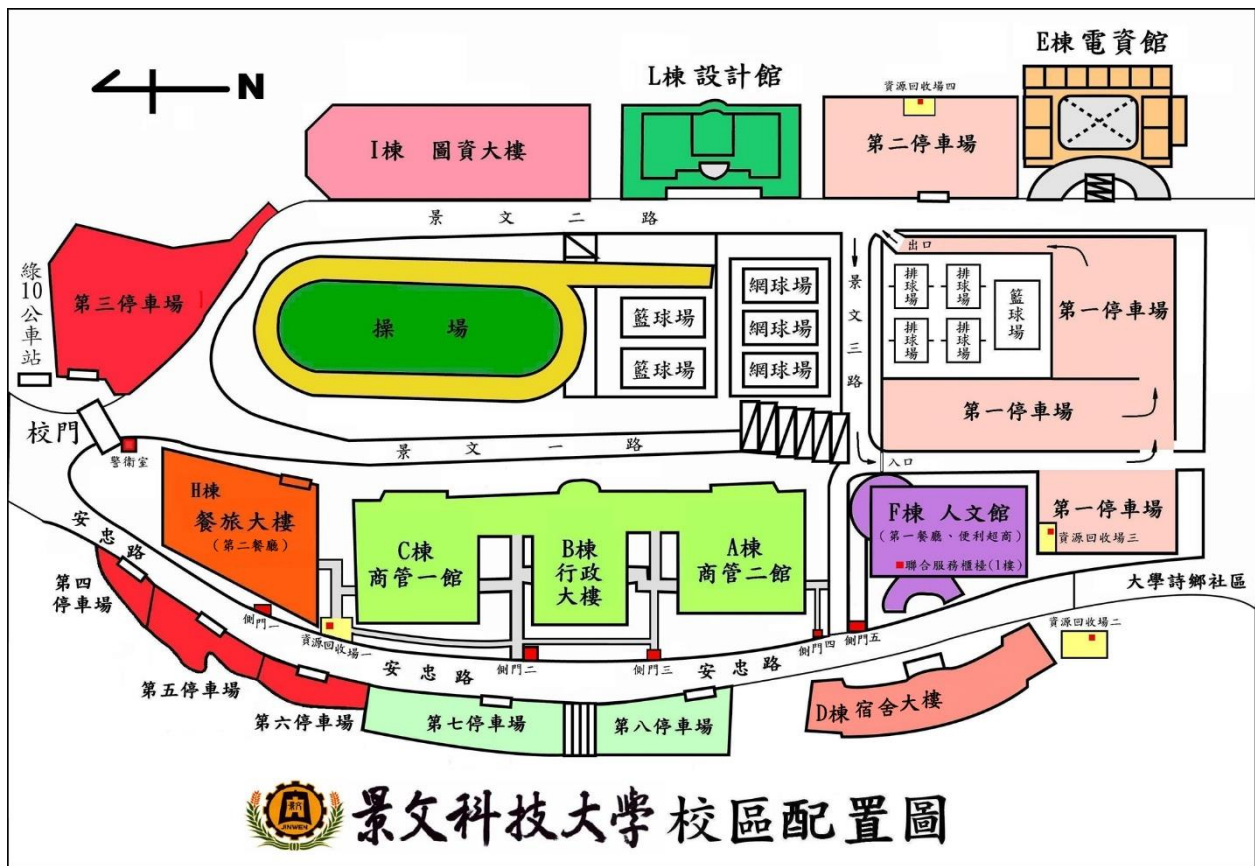 E棟電資館
L棟設計館
N
資源回收場四
I棟 圖資大樓
第二停車場
景文二路
出口
綠10公車站
第三停車場
操場
籃球場
籃球場
網球場
網球場
網球場
景文三路
排球場
排球場
排球場
排球場
籃球場
第一停車場
第一停車場
校門
警衛室
景文一路
入口
H棟
餐旅大樓
(第二餐廳)
C棟
商管一館
B棟
行政
大樓
A棟
商管二館
F棟 人文館
(第一餐廳、便利超商)
聯合服務櫃檯(1樓)
第一停車場
資源回收場三
大學詩鄉社區
安忠路
第四
停車場
側門一
資源回收場一
安忠路
側門二
側門三
安忠路
側門四
側門五
資源回收場二
第五停車場
第六停車場
第七停車場
第八停車場
D棟宿舍大樓
景文
JINWEN
景文科技大學校區配置圖